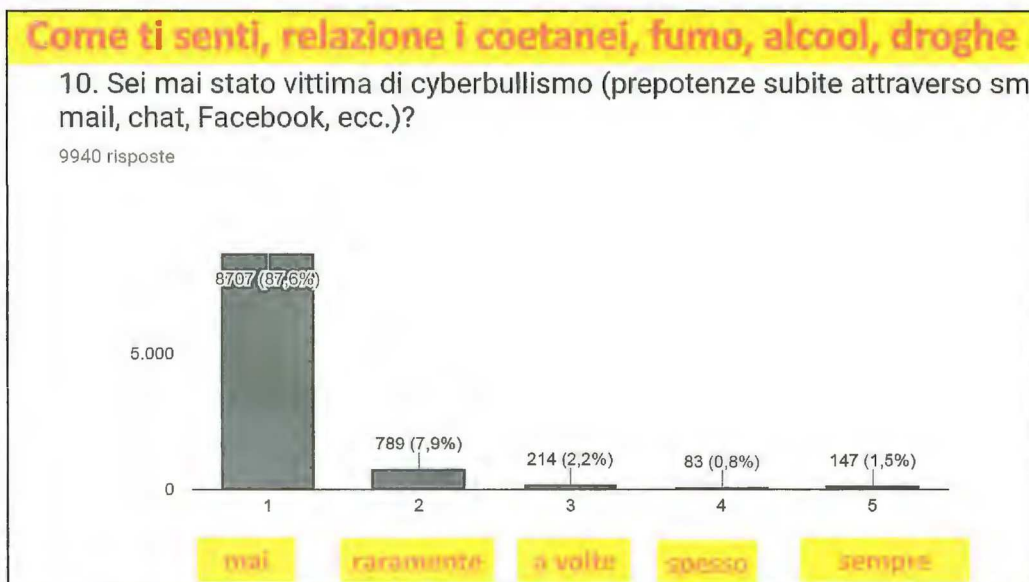 Come ti senti, relazione i coetanei, fumo, alcool, droghe
10. Sei mai stato vittima di cyberbullismo (prepotenze subite attraverso sm
mail, chat, Facebook, ecc.)?
9940 risposte
8707 (87,6%)
5.000
789 (7,9%)
214 (2,2%)
83 (0,8%)
147 (1,5%)
0
1 2 3 4 5
mai raramente a volte spesso sempre